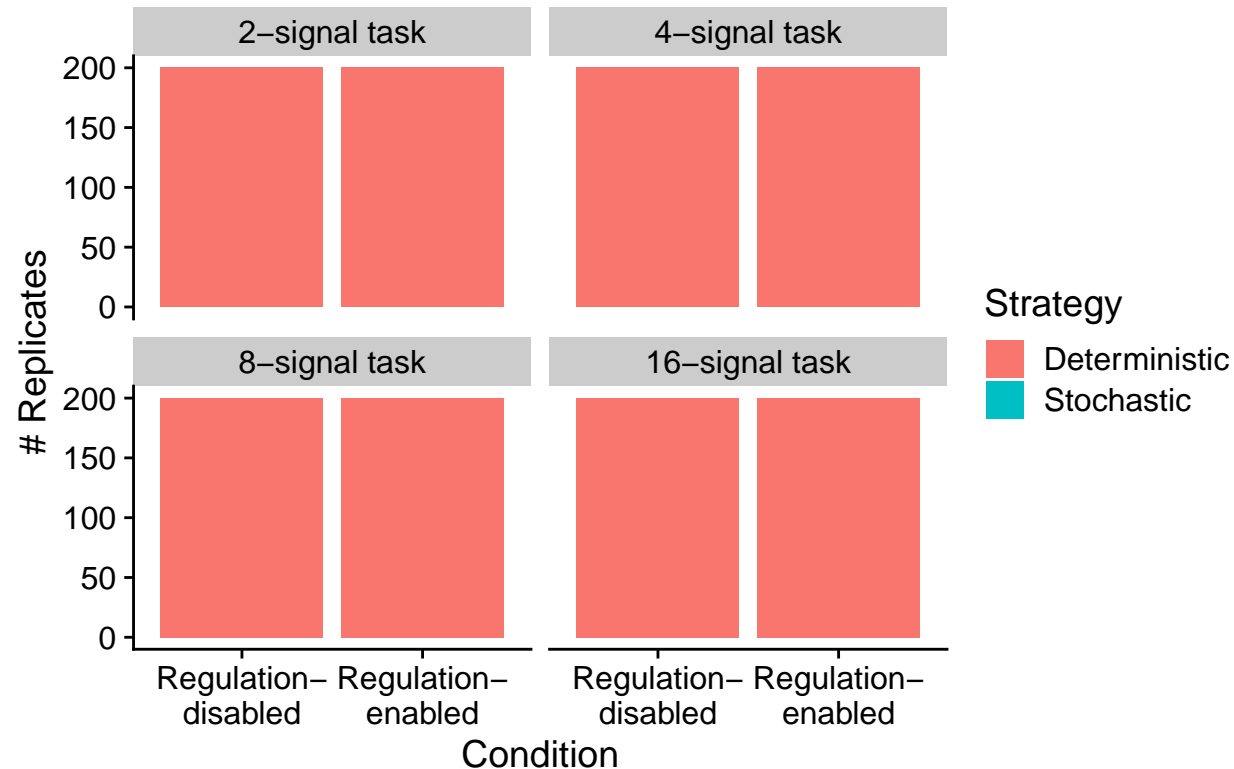 2−signal task
4−signal task
200
150
100
50
0
8−signal task
16−signal task
200
150
100
50
0
# Replicates
Regulation−
disabled
Regulation−
enabled
Regulation−
disabled
Regulation−
enabled
Condition
Strategy
Deterministic
Stochastic